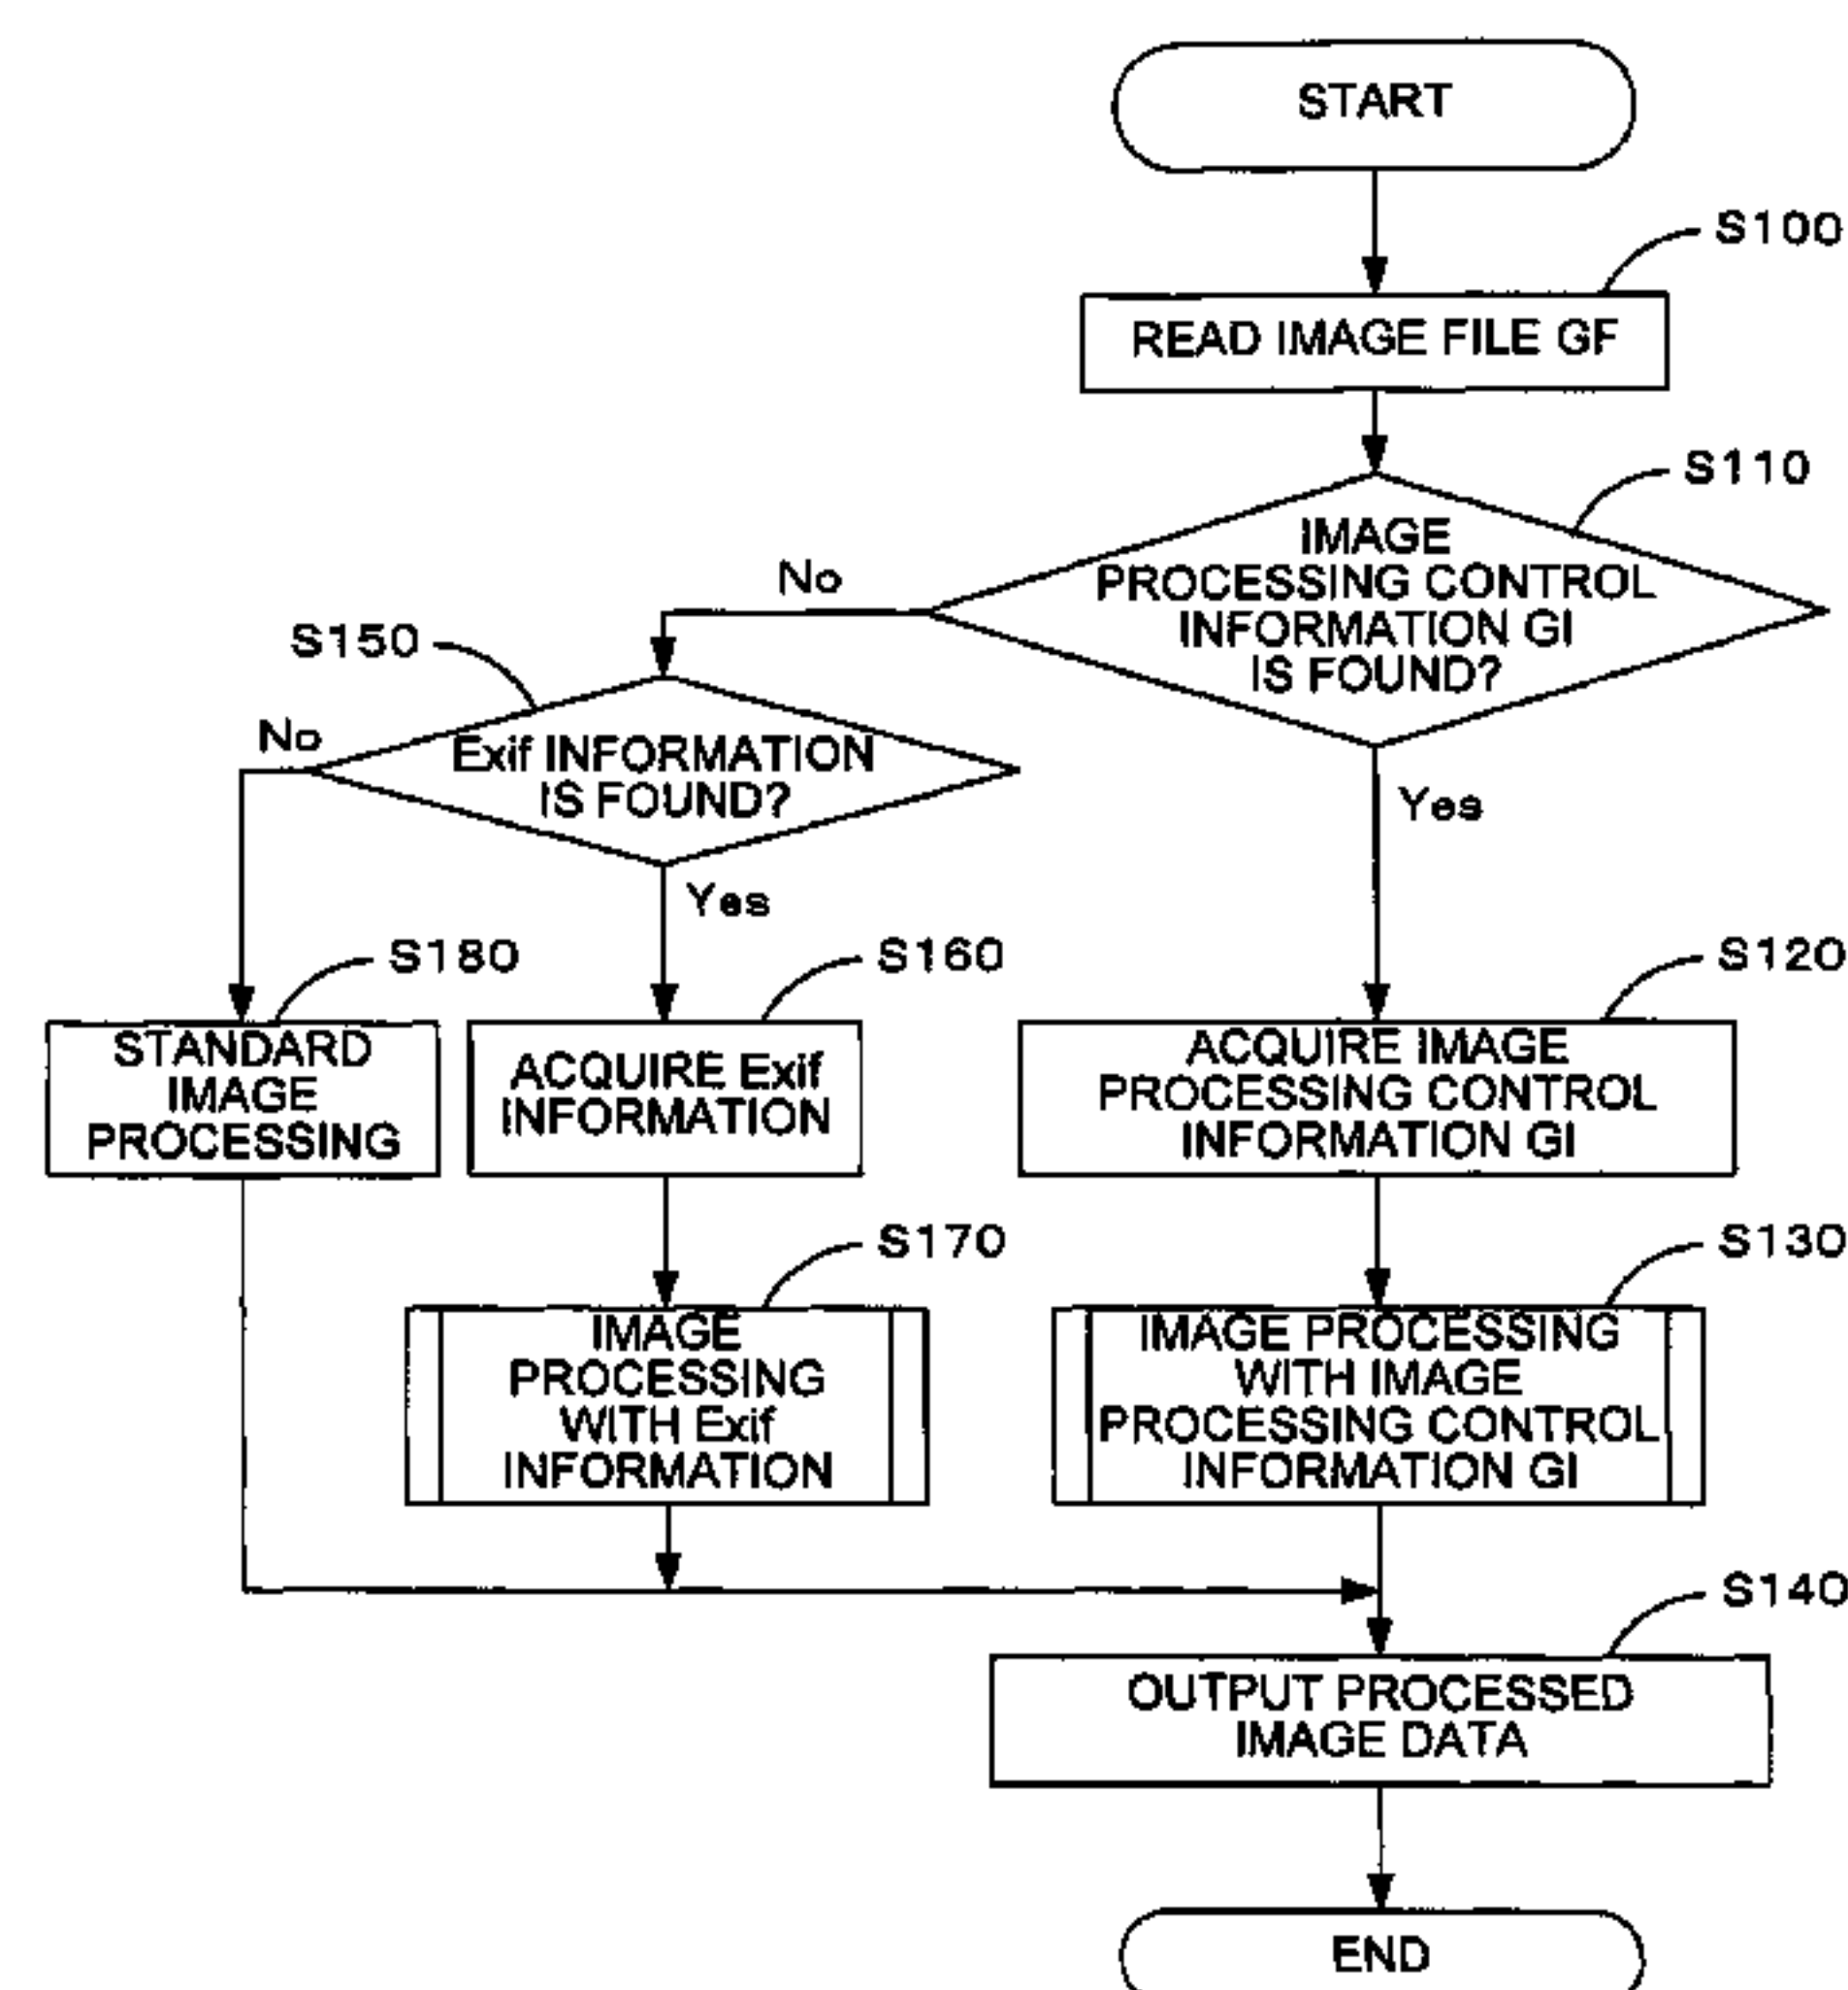 START
S100
READ IMAGE FILE GF
S110
IMAGE
PROCESSING CONTROL
INFORMATION GI
IS FOUND?
No
Yes
S150
Exif INFORMATION
IS FOUND?
No
Yes
S180
STANDARD
IMAGE
PROCESSING
S160
ACQUIRE Exif
INFORMATION
S120
ACQUIRE IMAGE
PROCESSING CONTROL
INFORMATION GI
S170
IMAGE
PROCESSING
WITH Exif
INFORMATION
S130
IMAGE PROCESSING
WITH IMAGE
PROCESSING CONTROL
INFORMATION GI
S140
OUTPUT PROCESSED
IMAGE DATA
END